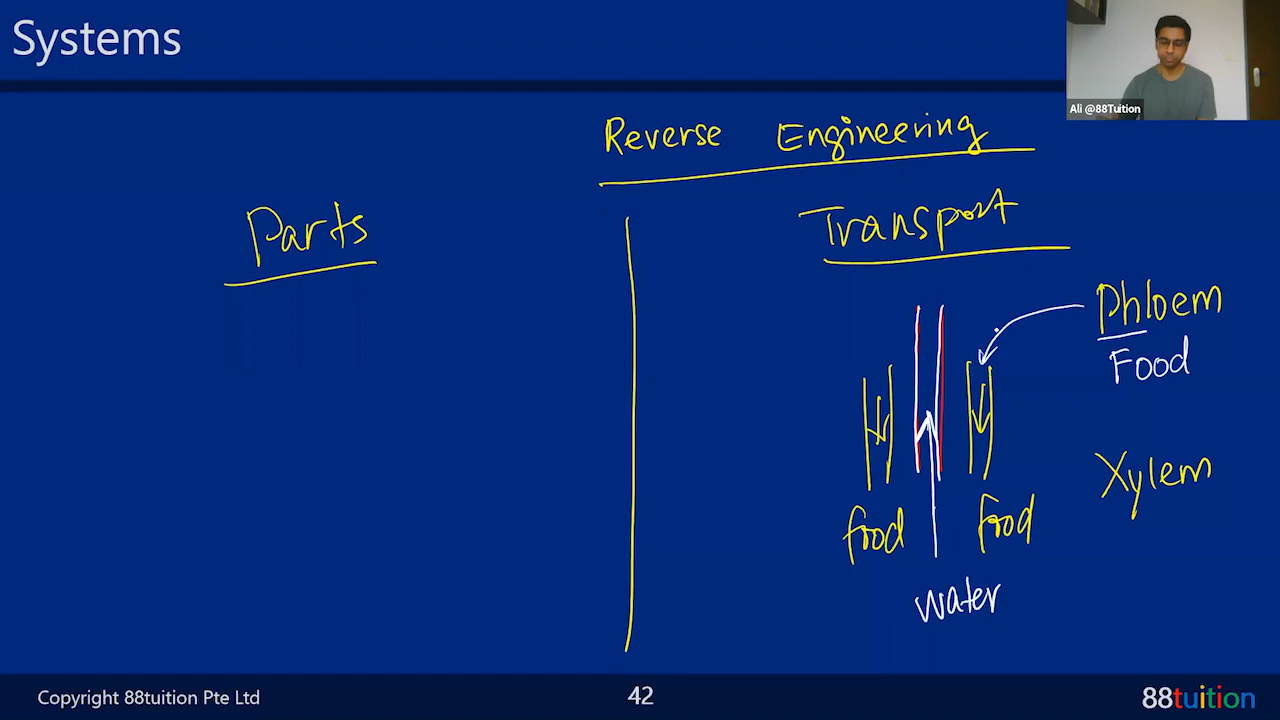 Systems
Ali @88Tuition
Reverse Engineering
Parts
Transport
Phloem
Food
Xylem
food
food
water
Copyright 88tuition Pte Ltd
42
88tuition